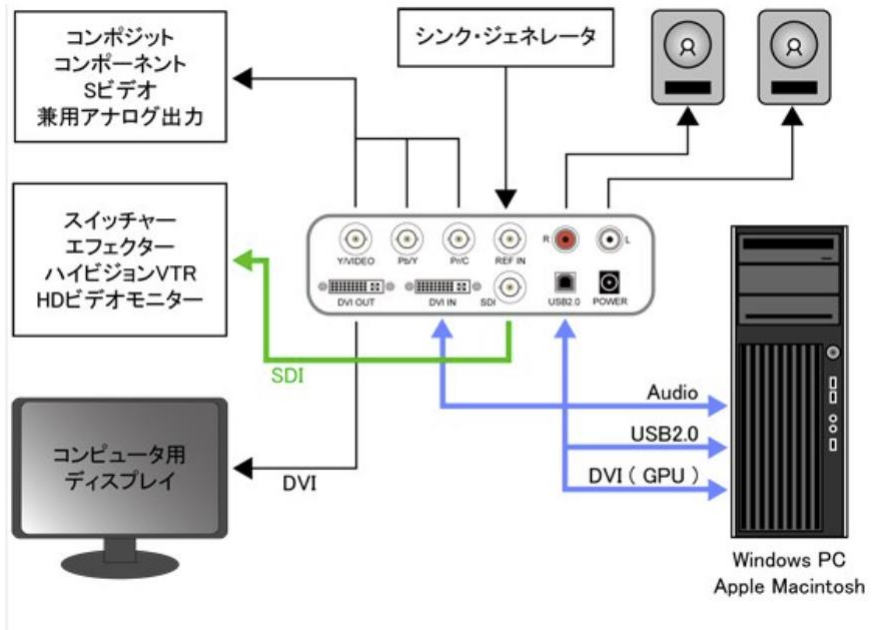 コンポジット
コンポーネント
Sビデオ
兼用アナログ出力
シンク・ジェネレータ
スイッチャー
エフェクター
ハイビジョンVTR
HDビデオモニター
Y/VIDEO Pb/Y Pr/C REF IN R L
DVI OUT DVI IN SDI USB2.0 POWER
SDI
コンピュータ用
ディスプレイ
DVI
Audio
USB2.0
DVI ( GPU )
Windows PC
Apple Macintosh